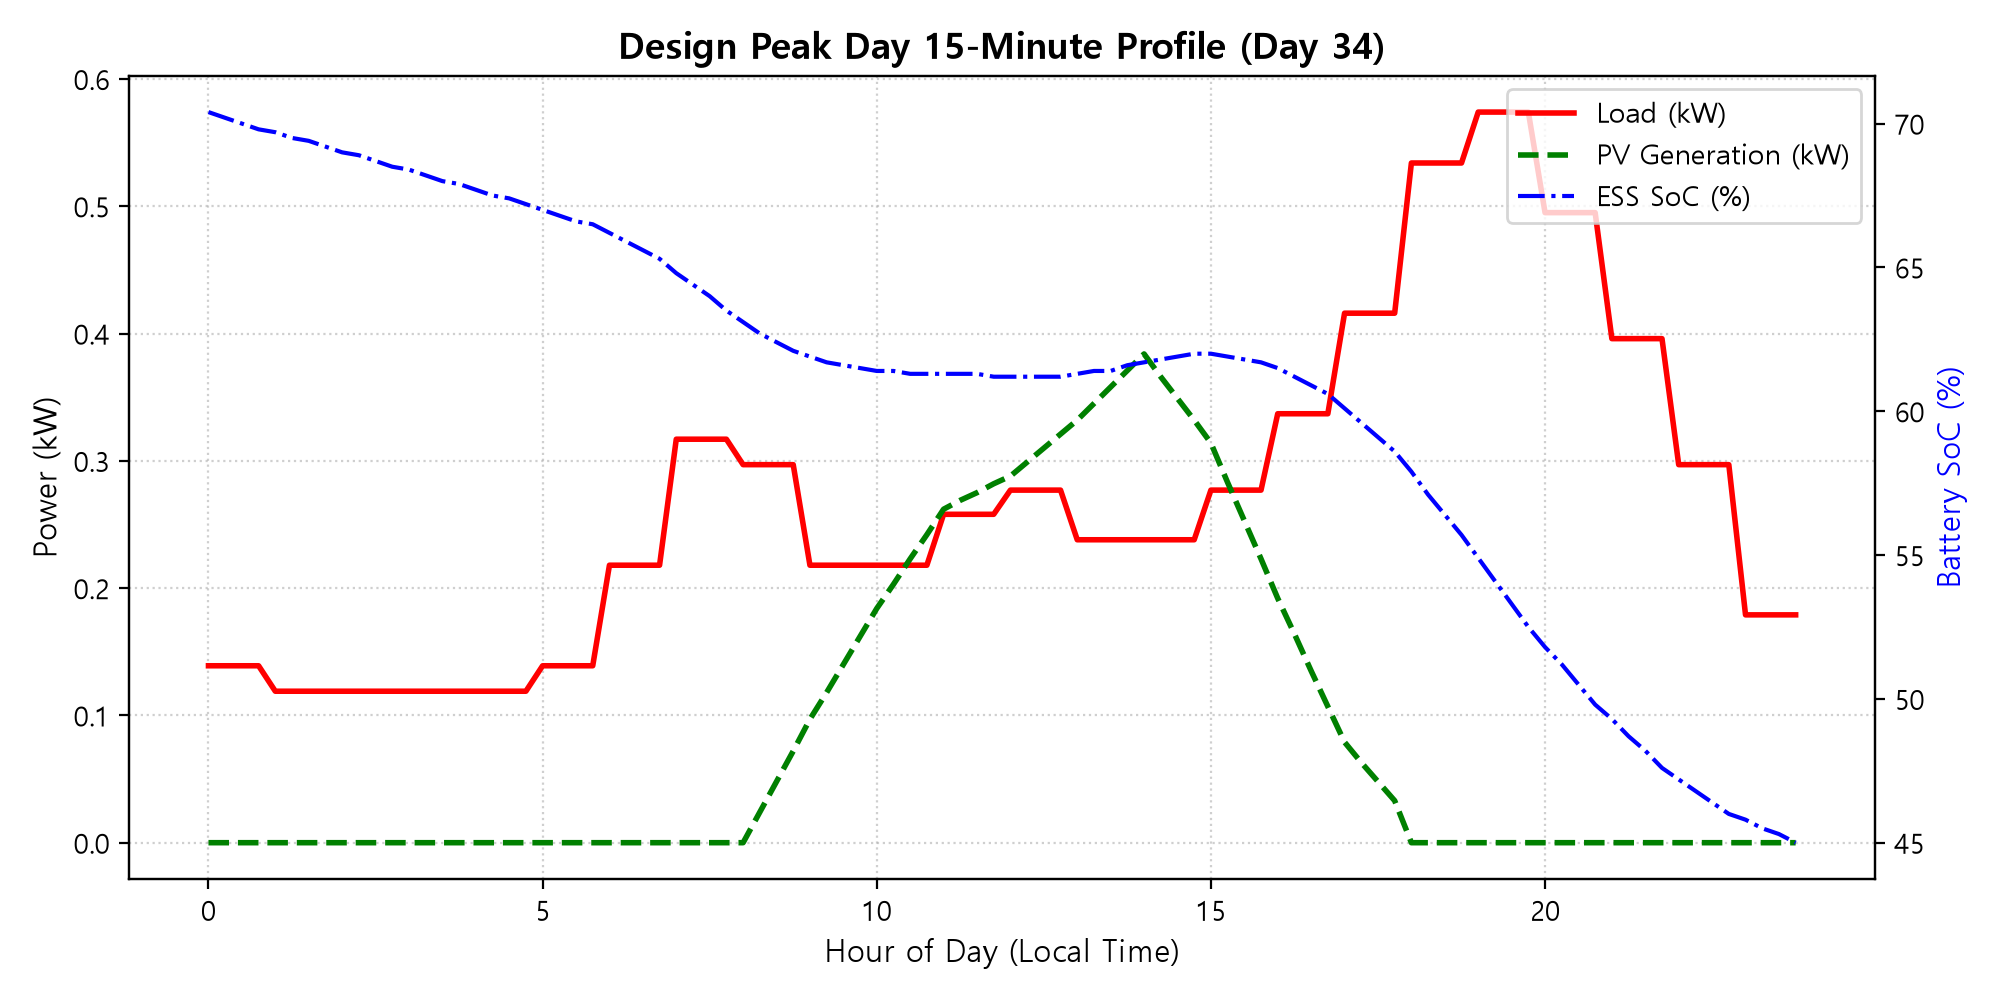 Design Peak Day 15-Minute Profile (Day 34)
0.6
0.5
0.4
0.3
0.2
0.1
0.0
Power (kW)
Load (kW)
PV Generation (kW)
ESS SoC (%)
70
65
60
55
50
45
Battery SoC (%)
0
5
10
15
20
Hour of Day (Local Time)